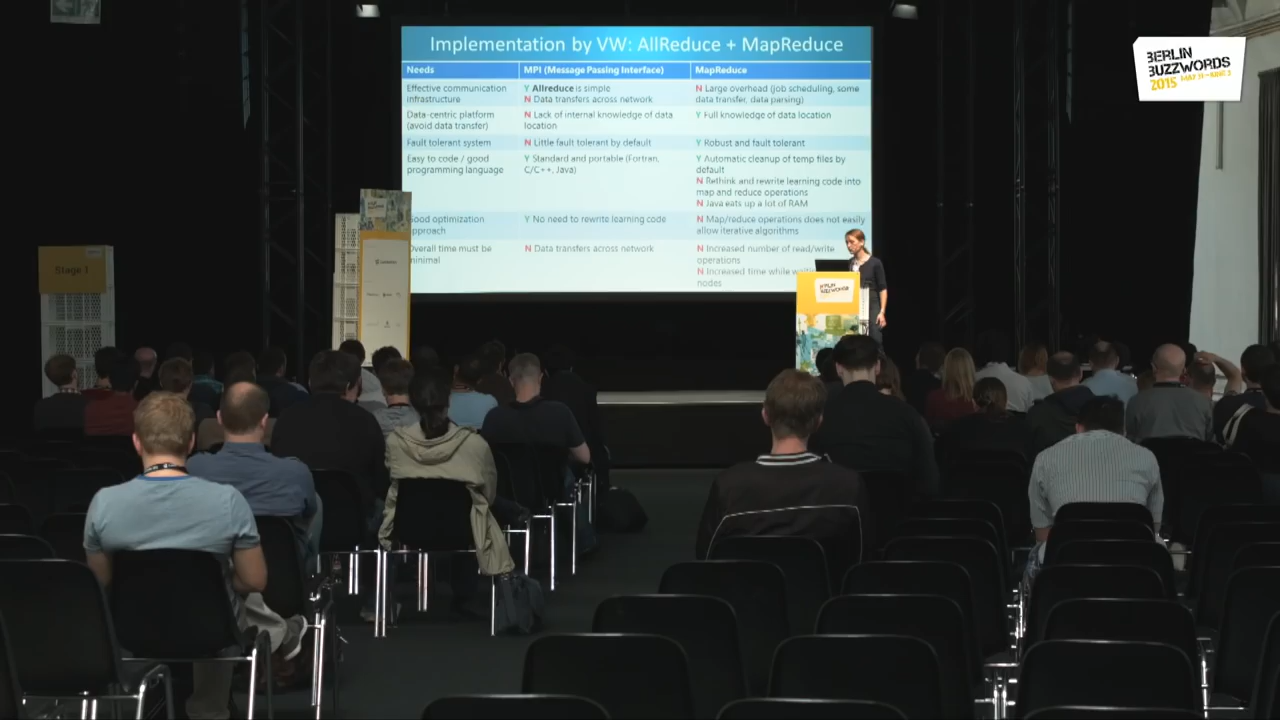 Implementation by VW: AllReduce + MapReduce
Needs
MPI (Message Passing Interface)
MapReduce
Effective communication
infrastructure
Y Allreduce is simple
N Data transfers across network
N Large overhead (job scheduling, some
data transfer, data parsing)
Data-centric platform
(avoid data transfer)
N Lack of internal knowledge of data
location
Y Full knowledge of data location
Fault tolerant system
N Little fault tolerant by default
Y Robust and fault tolerant
Easy to code / good
programming language
Y Standard and portable (Fortran,
C/C++, Java)
Y Automatic cleanup of temp files by
default
N Rethink and rewrite learning code into
map and reduce operations
N Java eats up a lot of RAM
Good optimization
approach
Y No need to rewrite learning code
N Map/reduce operations does not easily
allow iterative algorithms
Overall time must be
minimal
N Data transfers across network
N Increased number of read/write
operations
N Increased time while
nodes
Stage 1
BERLIN
BUZZWORDS
2015
BERLIN
BUZZWORDS